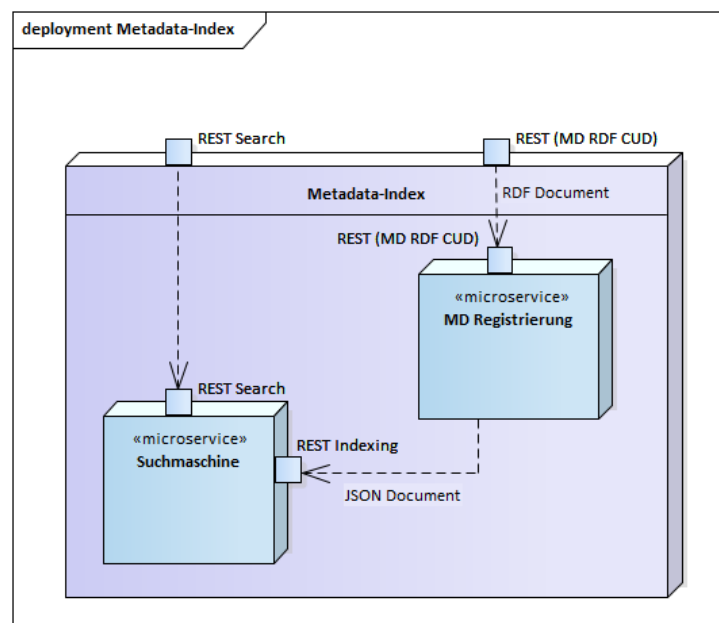 deployment Metadata-Index
REST Search
REST (MD RDF CUD)
Metadata-Index
RDF Document
REST (MD RDF CUD)
«microservice»
MD Registrierung
REST Search
«microservice»
Suchmaschine
REST Indexing
JSON Document